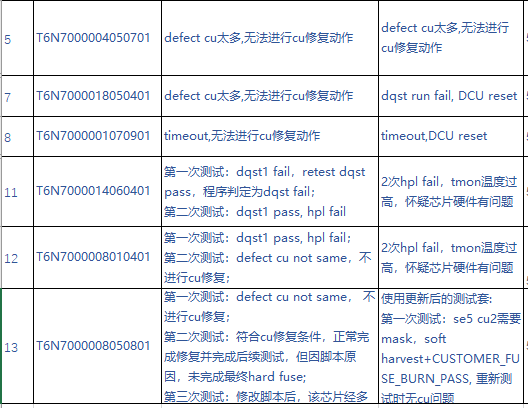 5
T6N7000004050701
defect cu太多,无法进行cu修复动作
defect cu太多,无法进行
cu修复动作
7
T6N7000018050401
defect cu太多,无法进行cu修复动作
dqst run fail, DCU reset
8
T6N7000001070901
timeout,无法进行cu修复动作
timeout,DCU reset
11
T6N7000014060401
第一次测试：dqst1 fail，retest dqst
pass，程序判定为dqst fail;
第二次测试：dqst1 pass, hpl fail
2次hpl fail，tmon温度过
高，怀疑芯片硬件有问题
12
T6N7000008010401
第一次测试：dqst1 pass, hpl fail；
第二次测试：defect cu not same，不
进行cu修复;
2次hpl fail，tmon温度过
高，怀疑芯片硬件有问题
13
T6N7000008050801
第一次测试：defect cu not same， 不
进行cu修复;
第二次测试：符合cu修复条件，正常完
成修复并完成后续测试，但因脚本原
因，未完成最终hard fuse;
第三次测试：修改脚本后，该芯片经多
使用更新后的测试套:
第一次测试：se5 cu2需要
mask，soft
harvest+CUSTOMER_FU
SE_BURN_PASS, 重新测
试时无cu问题